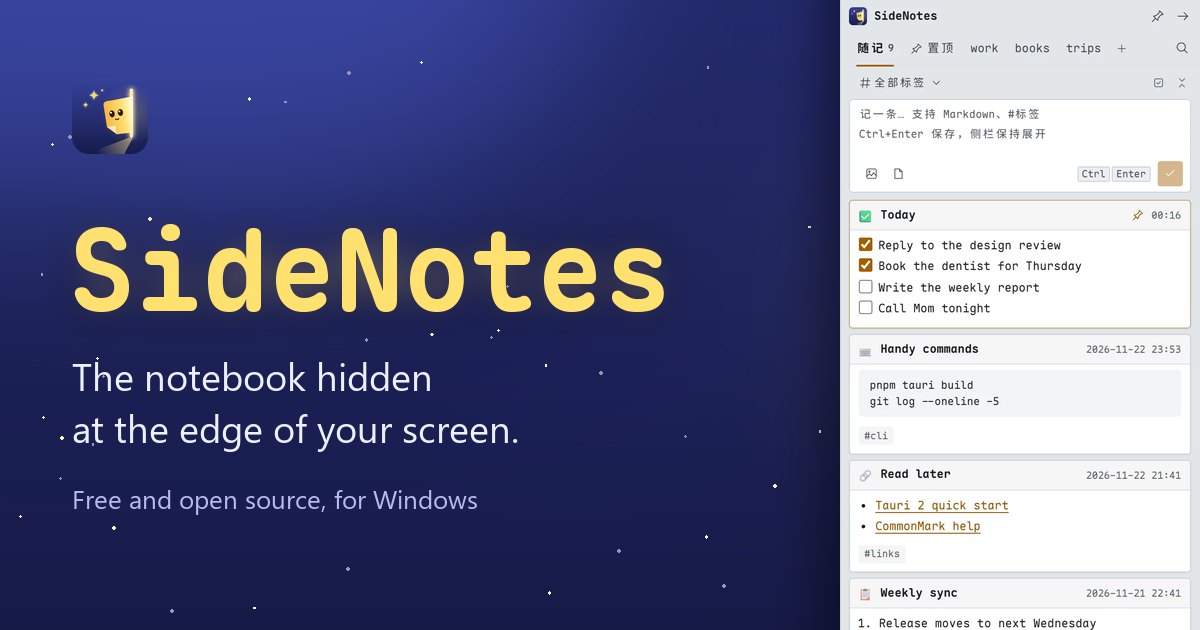 SideNotes
The notebook hidden
at the edge of your screen.
Free and open source, for Windows
SideNotes
随记 9 置顶 work books trips +
# 全部标签
记一条… 支持 Markdown、#标签
Ctrl+Enter 保存，侧栏保持展开
Ctrl Enter
Today 00:16
Reply to the design review
Book the dentist for Thursday
Write the weekly report
Call Mom tonight
Handy commands 2026-11-22 23:53
pnpm tauri build
git log --oneline -5
#cli
Read later 2026-11-22 21:41
• Tauri 2 quick start
• CommonMark help
#links
Weekly sync 2026-11-21 22:41
1. Release moves to next Wednesday